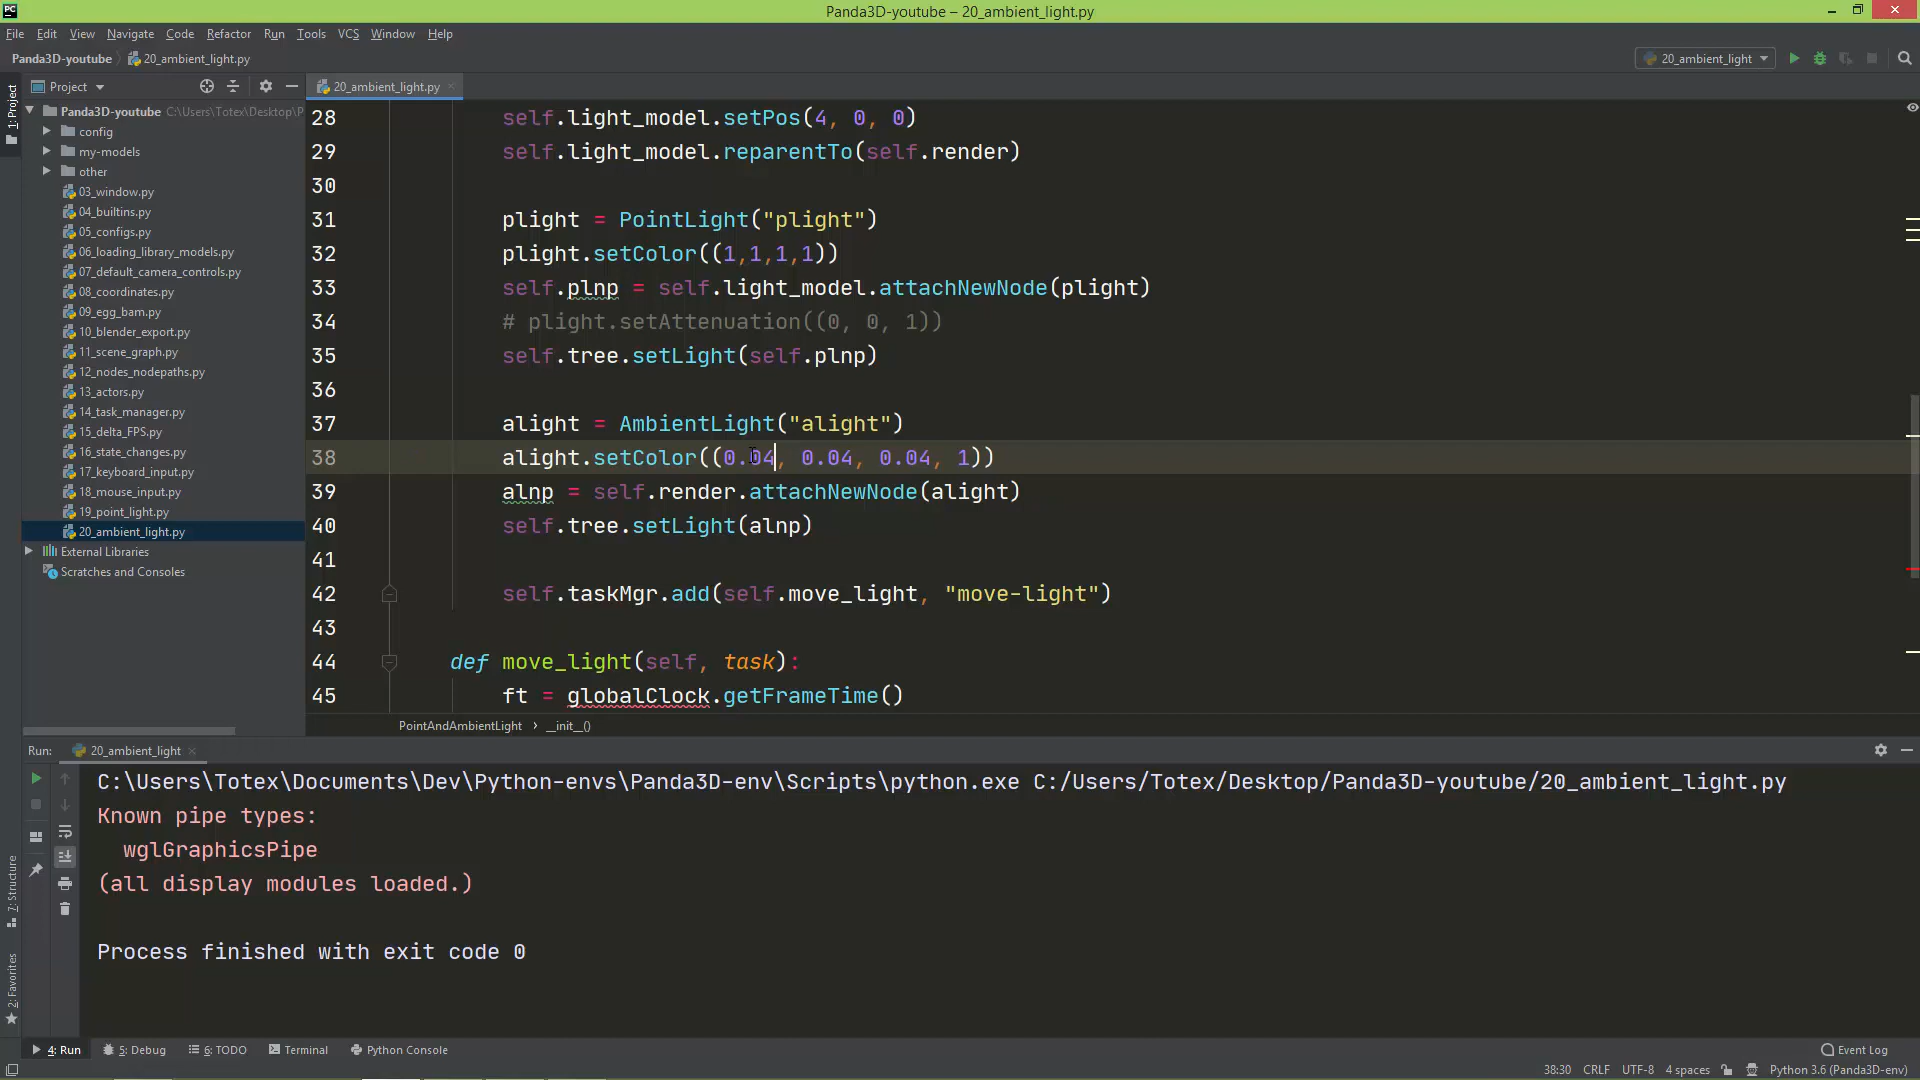 PC
Panda3D-youtube – 20_ambient_light.py
File Edit View Navigate Code Refactor Run Tools VCS Window Help
Panda3D-youtube 20_ambient_light.py
20_ambient_light
1: Project
Project
20_ambient_light.py
Panda3D-youtube C:\Users\Totex\Desktop\P
config
my-models
other
03_window.py
04_builtins.py
05_configs.py
06_loading_library_models.py
07_default_camera_controls.py
08_coordinates.py
09_egg_bam.py
10_blender_export.py
11_scene_graph.py
12_nodes_nodepaths.py
13_actors.py
14_task_manager.py
15_delta_FPS.py
16_state_changes.py
17_keyboard_input.py
18_mouse_input.py
19_point_light.py
20_ambient_light.py
External Libraries
Scratches and Consoles
28 self.light_model.setPos(4, 0, 0)
29 self.light_model.reparentTo(self.render)
30
31 plight = PointLight("plight")
32 plight.setColor((1,1,1,1))
33 self.plnp = self.light_model.attachNewNode(plight)
34 # plight.setAttenuation((0, 0, 1))
35 self.tree.setLight(self.plnp)
36
37 alight = AmbientLight("alight")
38 alight.setColor((0.04, 0.04, 0.04, 1))
39 alnp = self.render.attachNewNode(alight)
40 self.tree.setLight(alnp)
41
42 self.taskMgr.add(self.move_light, "move-light")
43
44 def move_light(self, task):
45 ft = globalClock.getFrameTime()
PointAndAmbientLight › __init__()
Run: 20_ambient_light
C:\Users\Totex\Documents\Dev\Python-envs\Panda3D-env\Scripts\python.exe C:/Users/Totex/Desktop/Panda3D-youtube/20_ambient_light.py
Known pipe types:
wglGraphicsPipe
(all display modules loaded.)
Process finished with exit code 0
7: Structure
2: Favorites
4: Run 5: Debug 6: TODO Terminal Python Console Event Log
38:30 CRLF UTF-8 4 spaces Python 3.6 (Panda3D-env)